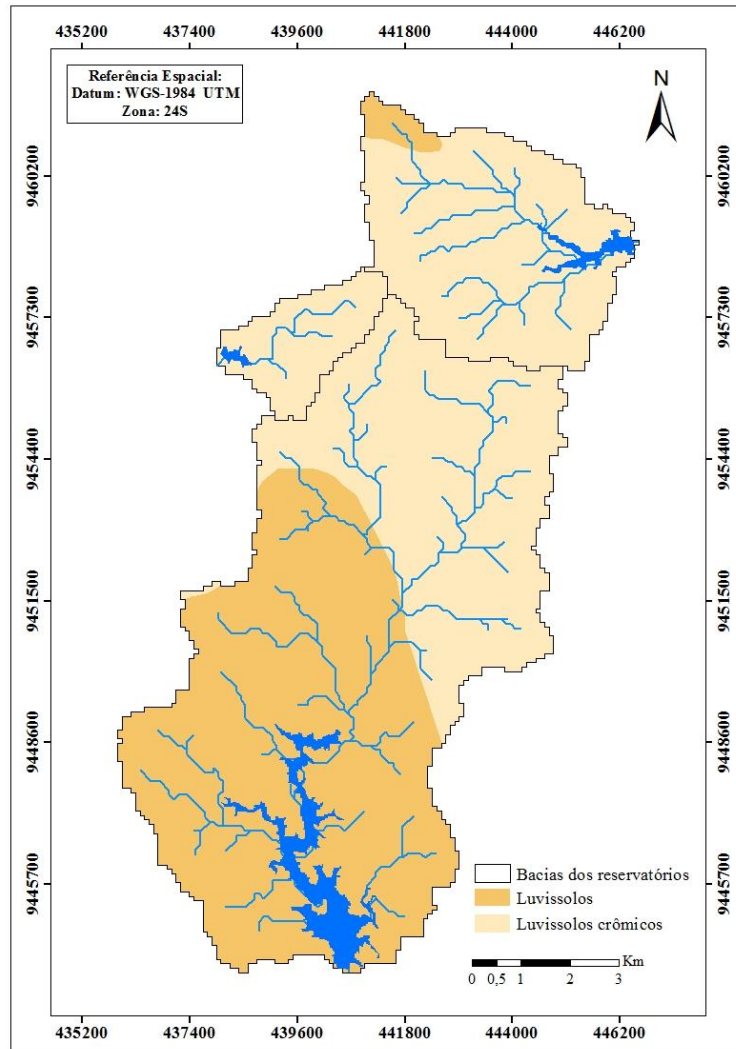 435200 437400 439600 441800 444000 446200
Referência Espacial:
Datum: WGS-1984 UTM
Zona: 24S
N
9460200 9460200
9457300 9457300
9454400 9454400
9451500 9451500
9448600 9448600
9445700 9445700
Bacias dos reservatórios
Luvissolos
Luvissolos crômicos
Km
0 0,5 1 2 3
435200 437400 439600 441800 444000 446200